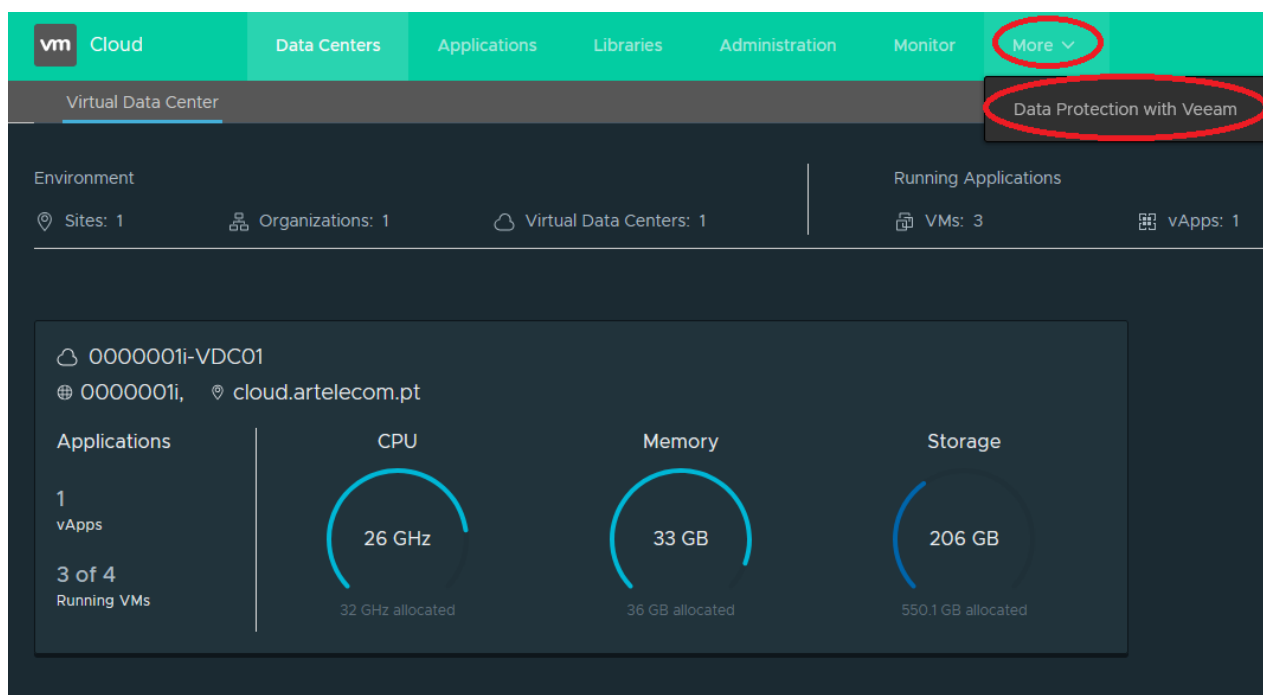 vm Cloud Data Centers Applications Libraries Administration Monitor More
Virtual Data Center
Data Protection with Veeam
Environment Running Applications
Sites: 1 Organizations: 1 Virtual Data Centers: 1 VMs: 3 vApps: 1
0000001i-VDC01
0000001i, cloud.artelecom.pt
Applications CPU Memory Storage
1
vApps
26 GHz 33 GB 206 GB
3 of 4
Running VMs
32 GHz allocated 36 GB allocated 550.1 GB allocated